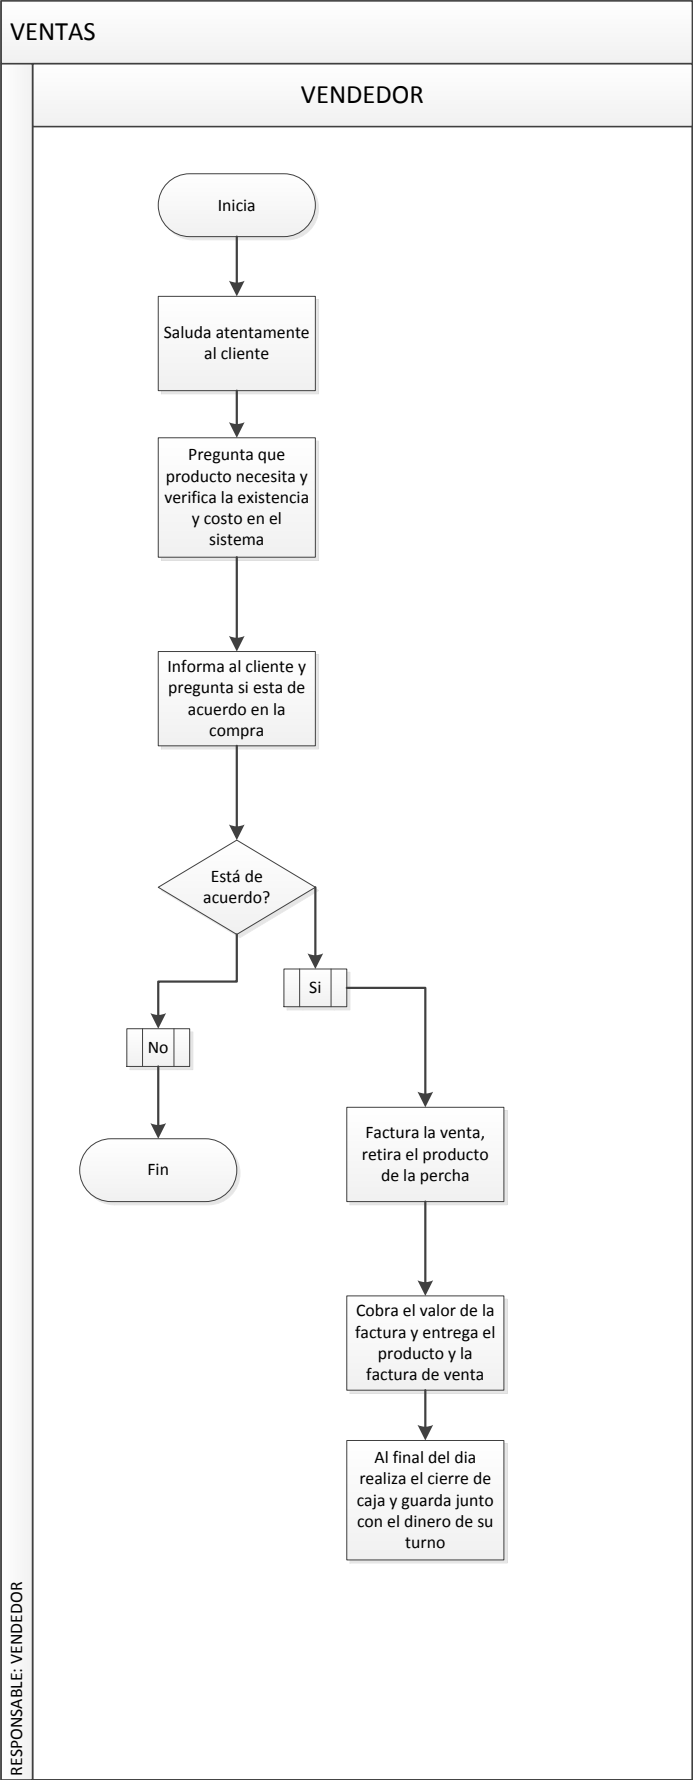 VENTAS
VENDEDOR
Inicia
Saluda atentamente
al cliente
Pregunta que
producto necesita y
verifica la existencia
y costo en el
sistema
Informa al cliente y
pregunta si esta de
acuerdo en la
compra
Está de
acuerdo?
Si
No
Factura la venta,
retira el producto
de la percha
Fin
Cobra el valor de la
factura y entrega el
producto y la
factura de venta
Al final del dia
realiza el cierre de
caja y guarda junto
con el dinero de su
turno
RESPONSABLE: VENDEDOR